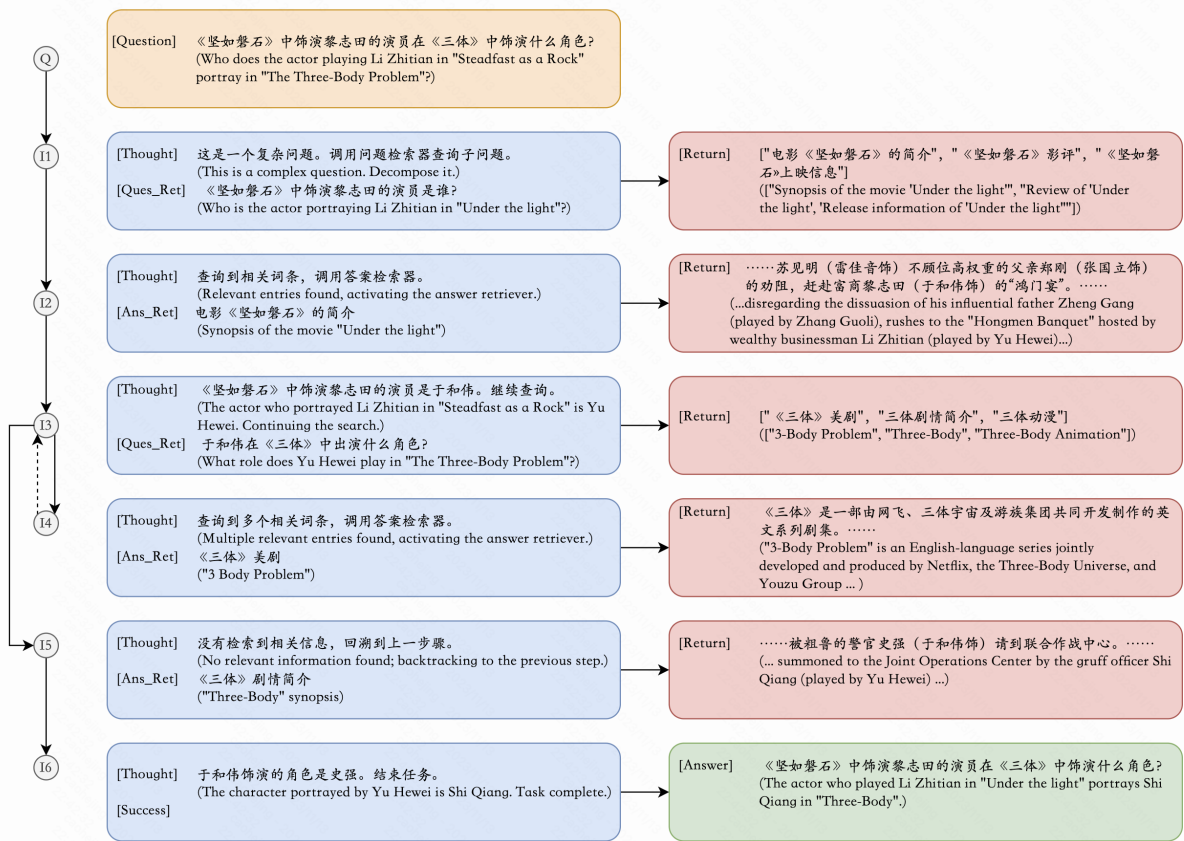 Q
[Question] 《坚如磐石》中饰演黎志田的演员在《三体》中饰演什么角色?
(Who does the actor playing Li Zhitian in "Steadfast as a Rock"
portray in "The Three-Body Problem"?)
I1
[Thought] 这是一个复杂问题。调用问题检索器查询子问题。
(This is a complex question. Decompose it.)
[Ques_Ret] 《坚如磐石》中饰演黎志田的演员是谁?
(Who is the actor portraying Li Zhitian in "Under the light"?)
[Return] ["电影《坚如磐石》的简介", "《坚如磐石》影评", "《坚如磐
石»上映信息"]
(["Synopsis of the movie 'Under the light'", "Review of 'Under
the light', 'Release information of 'Under the light""])
I2
[Thought] 查询到相关词条，调用答案检索器。
(Relevant entries found, activating the answer retriever.)
[Ans_Ret] 电影《坚如磐石》的简介
(Synopsis of the movie "Under the light")
[Return] ……苏见明（雷佳音饰）不顾位高权重的父亲郑刚（张国立饰）
的劝阻，赶赴富商黎志田（于和伟饰）的“鸿门宴”。……
(...disregarding the dissuasion of his influential father Zheng Gang
(played by Zhang Guoli), rushes to the "Hongmen Banquet" hosted by
wealthy businessman Li Zhitian (played by Yu Hewei)...)
I3
[Thought] 《坚如磐石》中饰演黎志田的演员是于和伟。继续查询。
(The actor who portrayed Li Zhitian in "Steadfast as a Rock" is Yu
Hewei. Continuing the search.)
[Ques_Ret] 于和伟在《三体》中出演什么角色?
(What role does Yu Hewei play in "The Three-Body Problem"?)
[Return] ["《三体》美剧", "三体剧情简介", "三体动漫"]
(["3-Body Problem", "Three-Body", "Three-Body Animation"])
I4
[Thought] 查询到多个相关词条，调用答案检索器。
(Multiple relevant entries found, activating the answer retriever.)
[Ans_Ret] 《三体》美剧
("3 Body Problem")
[Return] 《三体》是一部由网飞、三体宇宙及游族集团共同开发制作的英
文系列剧集。……
("3-Body Problem" is an English-language series jointly
developed and produced by Netflix, the Three-Body Universe, and
Youzu Group ... )
I5
[Thought] 没有检索到相关信息，回溯到上一步骤。
(No relevant information found; backtracking to the previous step.)
[Ans_Ret] 《三体》剧情简介
("Three-Body" synopsis)
[Return] ……被粗鲁的警官史强（于和伟饰）请到联合作战中心。……
(... summoned to the Joint Operations Center by the gruff officer Shi
Qiang (played by Yu Hewei) ...)
I6
[Thought] 于和伟饰演的角色是史强。结束任务。
(The character portrayed by Yu Hewei is Shi Qiang. Task complete.)
[Success]
[Answer] 《坚如磐石》中饰演黎志田的演员在《三体》中饰演什么角色?
(The actor who played Li Zhitian in "Under the light" portrays Shi
Qiang in "Three-Body".)